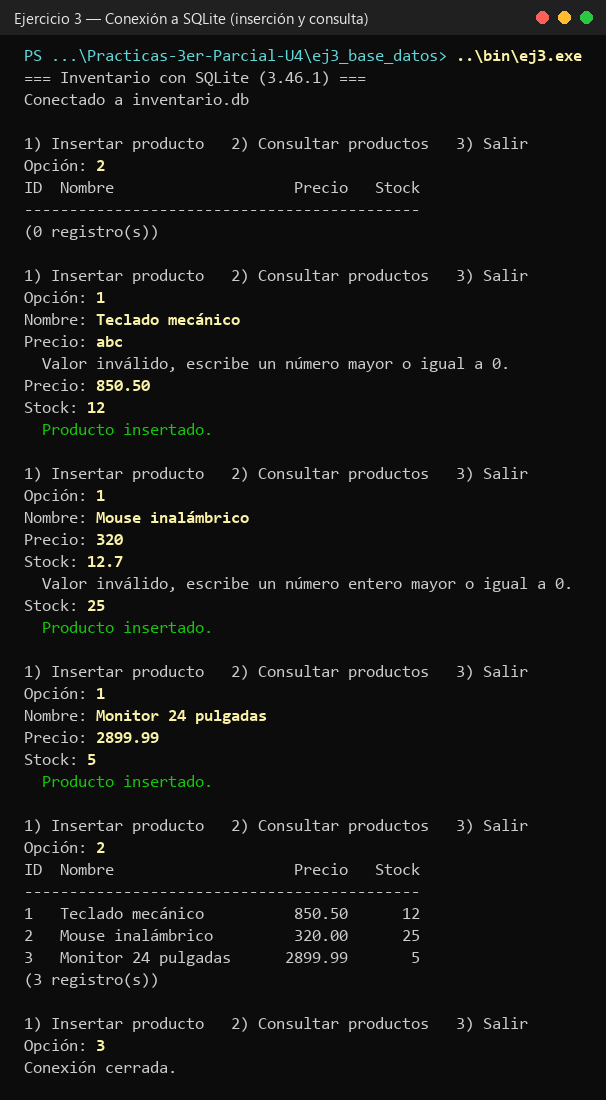 Ejercicio 3 — Conexión a SQLite (inserción y consulta)
PS ...\Practicas-3er-Parcial-U4\ej3_base_datos> ..\bin\ej3.exe
=== Inventario con SQLite (3.46.1) ===
Conectado a inventario.db
1) Insertar producto   2) Consultar productos   3) Salir
Opción: 2
ID  Nombre                    Precio   Stock
--------------------------------------------
(0 registro(s))
1) Insertar producto   2) Consultar productos   3) Salir
Opción: 1
Nombre: Teclado mecánico
Precio: abc
  Valor inválido, escribe un número mayor o igual a 0.
Precio: 850.50
Stock: 12
  Producto insertado.
1) Insertar producto   2) Consultar productos   3) Salir
Opción: 1
Nombre: Mouse inalámbrico
Precio: 320
Stock: 12.7
  Valor inválido, escribe un número entero mayor o igual a 0.
Stock: 25
  Producto insertado.
1) Insertar producto   2) Consultar productos   3) Salir
Opción: 1
Nombre: Monitor 24 pulgadas
Precio: 2899.99
Stock: 5
  Producto insertado.
1) Insertar producto   2) Consultar productos   3) Salir
Opción: 2
ID  Nombre                    Precio   Stock
--------------------------------------------
1   Teclado mecánico          850.50      12
2   Mouse inalámbrico         320.00      25
3   Monitor 24 pulgadas      2899.99       5
(3 registro(s))
1) Insertar producto   2) Consultar productos   3) Salir
Opción: 3
Conexión cerrada.